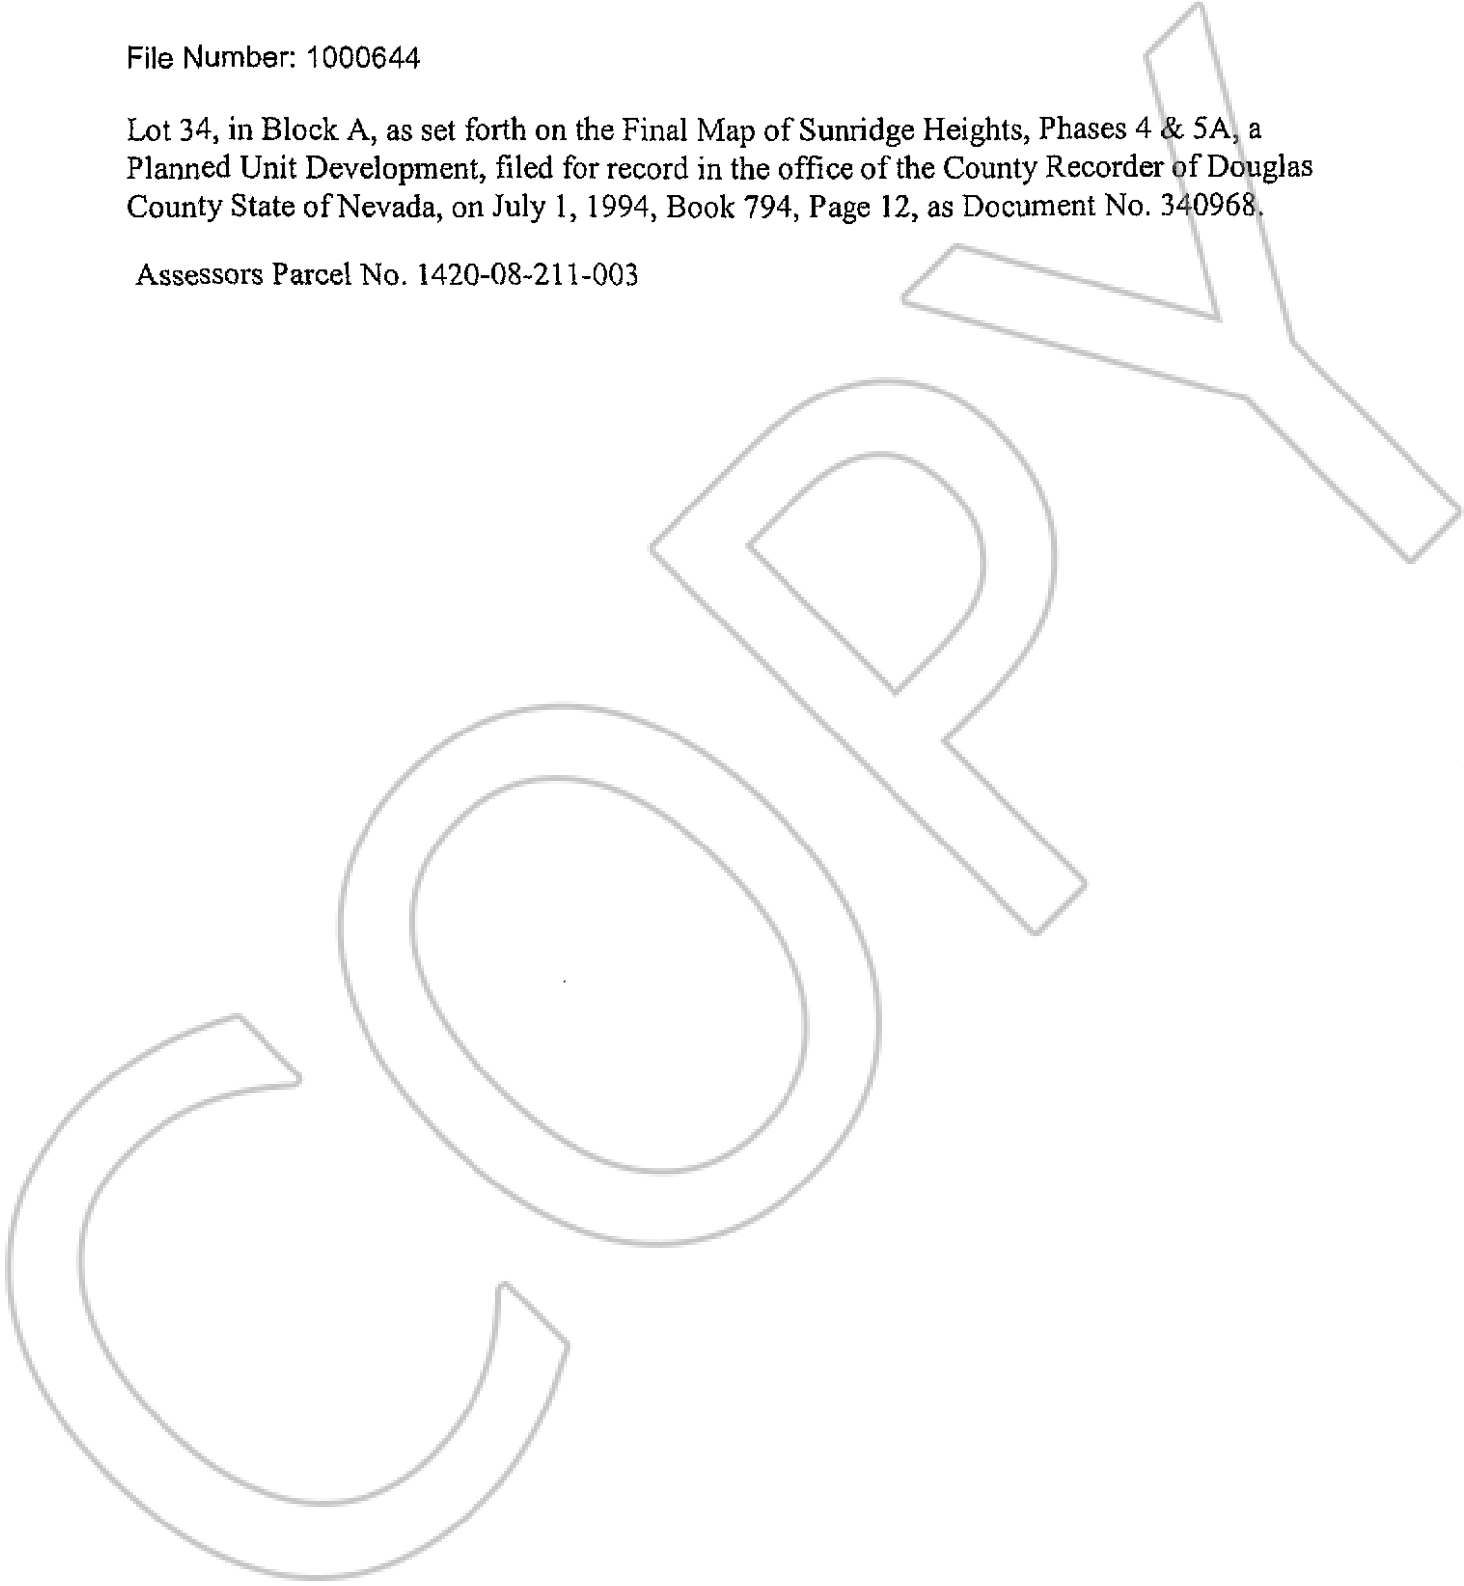 File Number: 1000644
Lot 34, in Block A, as set forth on the Final Map of Sunridge Heights, Phases 4 & 5A, a
Planned Unit Development, filed for record in the office of the County Recorder of Douglas
County State of Nevada, on July 1, 1994, Book 794, Page 12, as Document No. 340968.
Assessors Parcel No. 1420-08-211-003
COPY